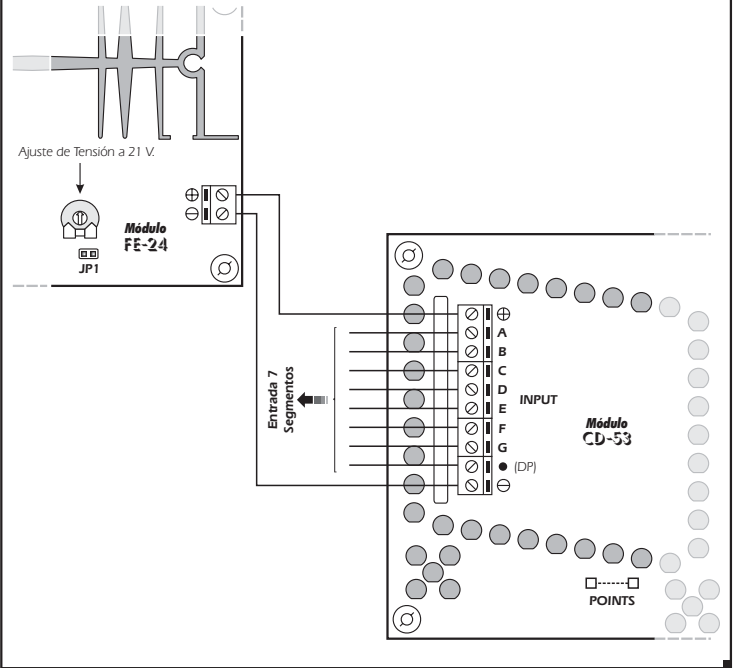 Ajuste de Tensión a 21 V.
⊕
⊖
Módulo
FE-24
JP1
Entrada 7
Segmentos
⊕
A
B
C
D
E
F
G
● (DP)
⊖
INPUT
Módulo
CD-53
POINTS